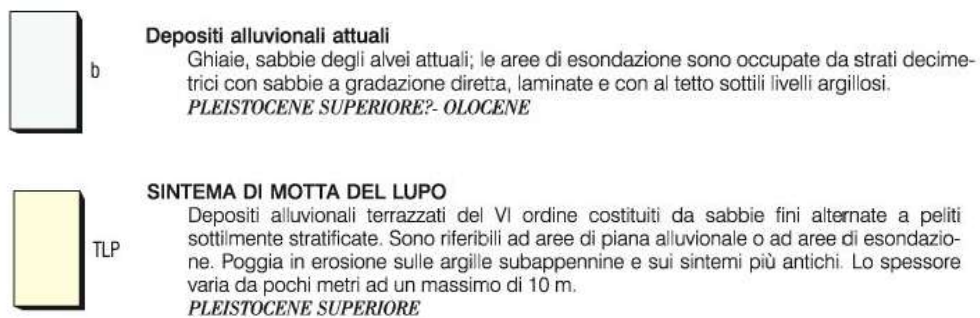 Depositi alluvionali attuali
b
Ghiaie, sabbie degli alvei attuali; le aree di esondazione sono occupate da strati decime-
trici con sabbie a gradazione diretta, laminate e con al tetto sottili livelli argillosi.
PLEISTOCENE SUPERIORE?- OLOCENE
SINTEMA DI MOTTA DEL LUPO
TLP
Depositi alluvionali terrazzati del VI ordine costituiti da sabbie fini alternate a peliti
sottilmente stratificate. Sono riferibili ad aree di piana alluvionale o ad aree di esondazio-
ne. Poggia in erosione sulle argille subappennine e sui sintemi più antichi. Lo spessore
varia da pochi metri ad un massimo di 10 m.
PLEISTOCENE SUPERIORE